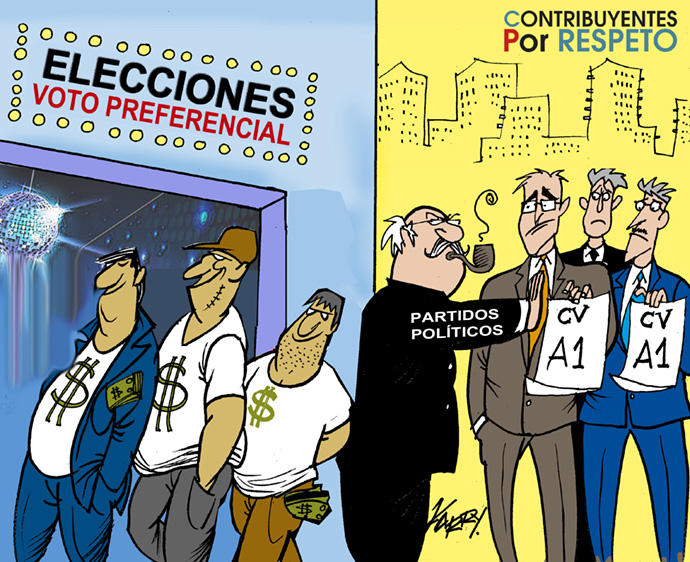 CONTRIBUYENTES
Por RESPETO
ELECCIONES
VOTO PREFERENCIAL
PARTIDOS
POLÍTICOS
CV
A1
CV
A1
$
$
$